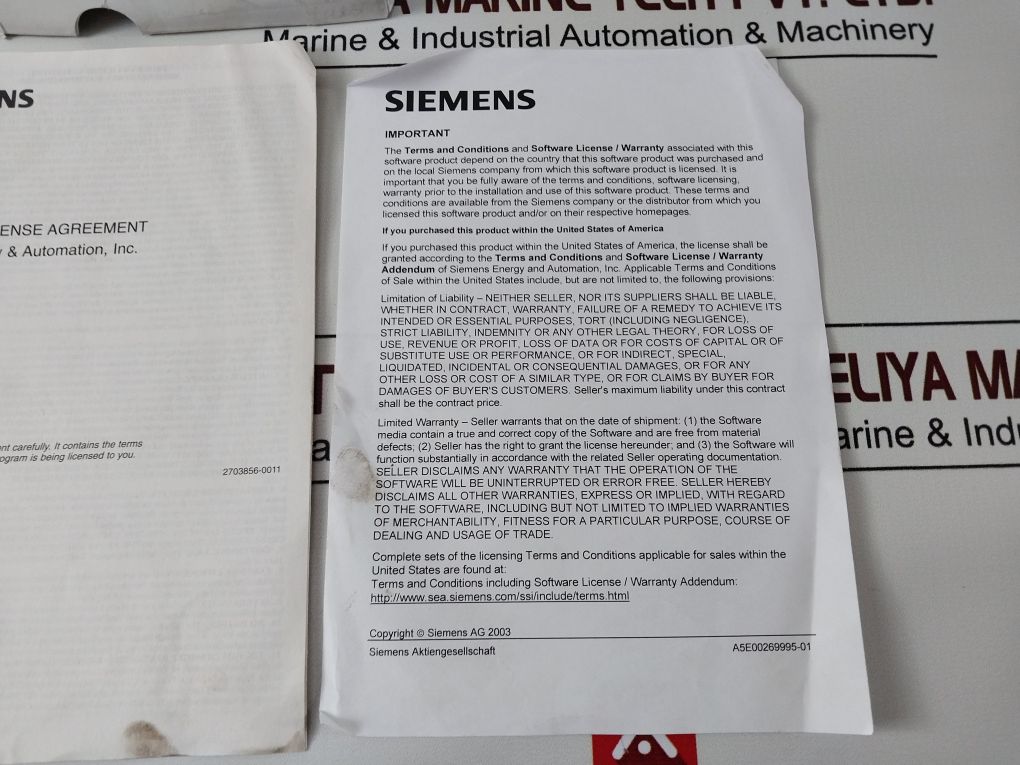 A MARINE TECH PVT. LTD.
Marine & Industrial Automation & Machinery
NS
ENSE AGREEMENT
y & Automation, Inc.
nt carefully. It contains the terms
ogram is being licensed to you.
2703856-0011
SIEMENS
IMPORTANT
The Terms and Conditions and Software License / Warranty associated with this
software product depend on the country that this software product was purchased and
on the local Siemens company from which this software product is licensed. It is
important that you be fully aware of the terms and conditions, software licensing,
warranty prior to the installation and use of this software product. These terms and
conditions are available from the Siemens company or the distributor from which you
licensed this software product and/or on their respective homepages.
If you purchased this product within the United States of America
If you purchased this product within the United States of America, the license shall be
granted according to the Terms and Conditions and Software License / Warranty
Addendum of Siemens Energy and Automation, Inc. Applicable Terms and Conditions
of Sale within the United States include, but are not limited to, the following provisions:
Limitation of Liability – NEITHER SELLER, NOR ITS SUPPLIERS SHALL BE LIABLE,
WHETHER IN CONTRACT, WARRANTY, FAILURE OF A REMEDY TO ACHIEVE ITS
INTENDED OR ESSENTIAL PURPOSES, TORT (INCLUDING NEGLIGENCE),
STRICT LIABILITY, INDEMNITY OR ANY OTHER LEGAL THEORY, FOR LOSS OF
USE, REVENUE OR PROFIT, LOSS OF DATA OR FOR COSTS OF CAPITAL OR OF
SUBSTITUTE USE OR PERFORMANCE, OR FOR INDIRECT, SPECIAL,
LIQUIDATED, INCIDENTAL OR CONSEQUENTIAL DAMAGES, OR FOR ANY
OTHER LOSS OR COST OF A SIMILAR TYPE, OR FOR CLAIMS BY BUYER FOR
DAMAGES OF BUYER'S CUSTOMERS. Seller's maximum liability under this contract
shall be the contract price.
Limited Warranty – Seller warrants that on the date of shipment: (1) the Software
media contain a true and correct copy of the Software and are free from material
defects; (2) Seller has the right to grant the license hereunder; and (3) the Software will
function substantially in accordance with the related Seller operating documentation.
SELLER DISCLAIMS ANY WARRANTY THAT THE OPERATION OF THE
SOFTWARE WILL BE UNINTERRUPTED OR ERROR FREE. SELLER HEREBY
DISCLAIMS ALL OTHER WARRANTIES, EXPRESS OR IMPLIED, WITH REGARD
TO THE SOFTWARE, INCLUDING BUT NOT LIMITED TO IMPLIED WARRANTIES
OF MERCHANTABILITY, FITNESS FOR A PARTICULAR PURPOSE, COURSE OF
DEALING AND USAGE OF TRADE.
Complete sets of the licensing Terms and Conditions applicable for sales within the
United States are found at:
Terms and Conditions including Software License / Warranty Addendum:
http://www.sea.siemens.com/ssi/include/terms.html
Copyright © Siemens AG 2003
Siemens Aktiengesellschaft
A5E00269995-01
ELIYA MA
arine & Indu